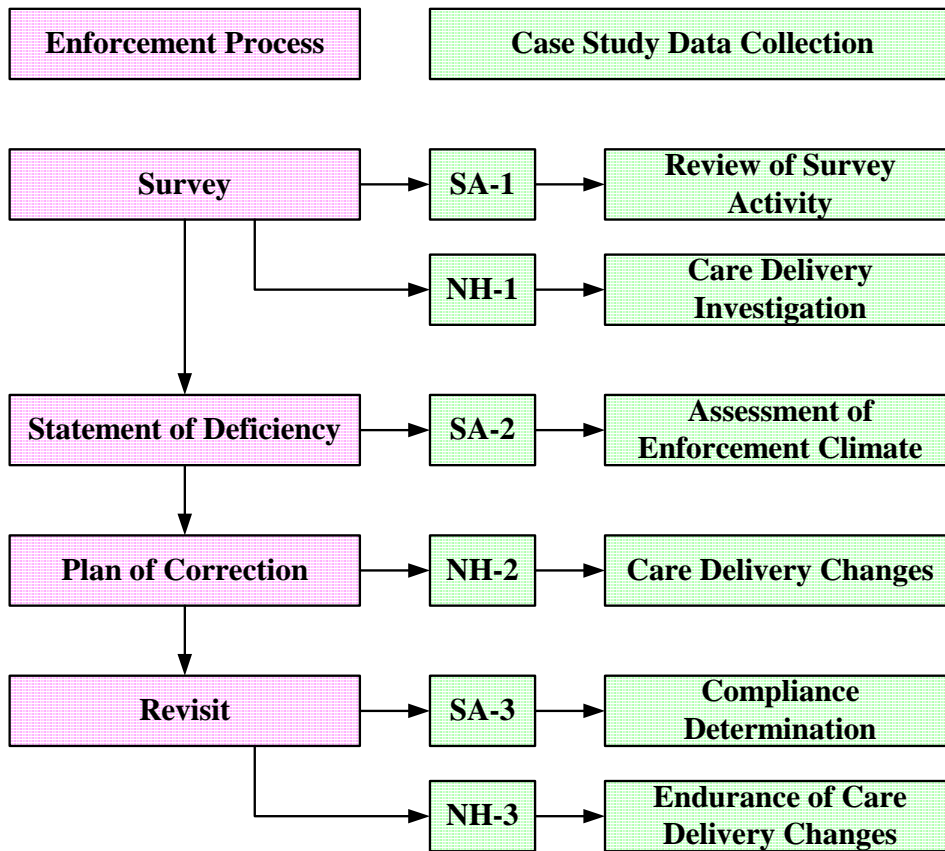 Enforcement Process
Case Study Data Collection
Survey
SA-1
Review of Survey
Activity
NH-1
Care Delivery
Investigation
Statement of Deficiency
SA-2
Assessment of
Enforcement Climate
Plan of Correction
NH-2
Care Delivery Changes
Revisit
SA-3
Compliance
Determination
NH-3
Endurance of Care
Delivery Changes